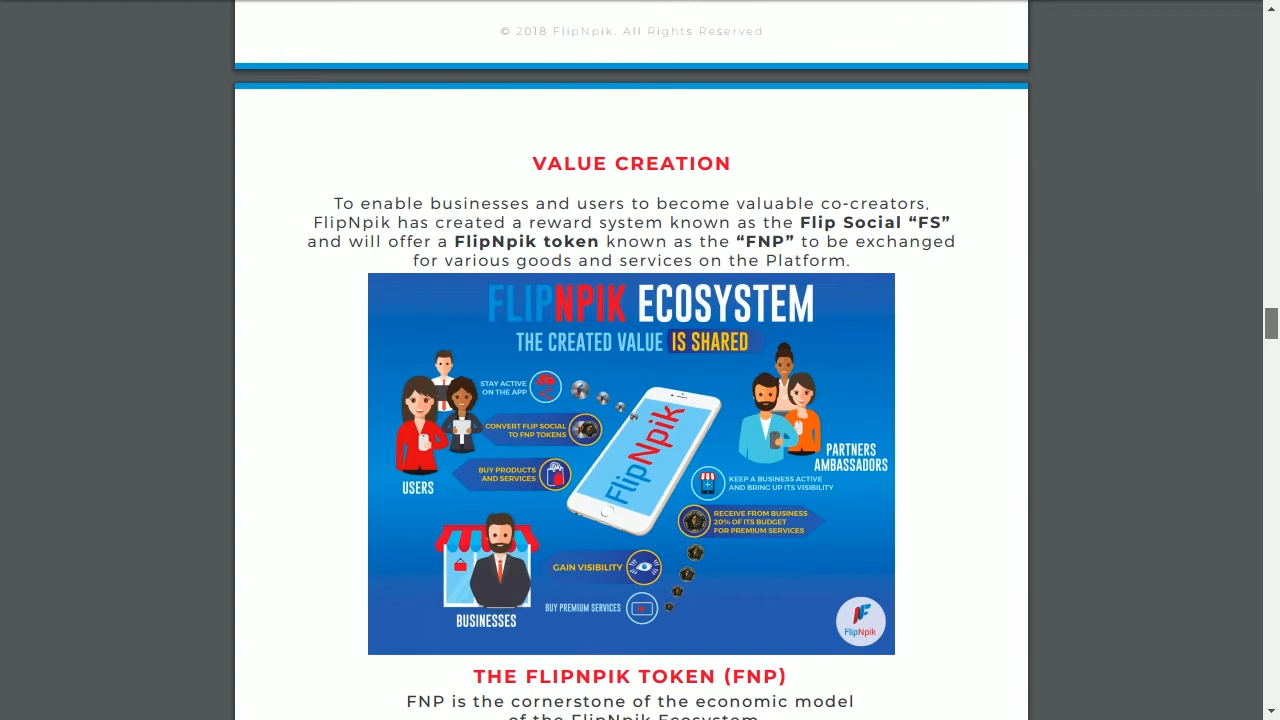 © 2018 FlipNpik. All Rights Reserved
VALUE CREATION
To enable businesses and users to become valuable co-creators,
FlipNpik has created a reward system known as the Flip Social “FS”
and will offer a FlipNpik token known as the “FNP” to be exchanged
for various goods and services on the Platform.
FLIPNPIK ECOSYSTEM
THE CREATED VALUE IS SHARED
STAY ACTIVE
ON THE APP
CONVERT FLIP SOCIAL
TO FNP TOKENS
BUY PRODUCTS
AND SERVICES
USERS
FlipNpik
PARTNERS
AMBASSADORS
KEEP A BUSINESS ACTIVE
AND BRING UP ITS VISIBILITY
RECEIVE FROM BUSINESS
20% OF ITS BUDGET
FOR PREMIUM SERVICES
GAIN VISIBILITY
BUY PREMIUM SERVICES
BUSINESSES
FlipNpik
THE FLIPNPIK TOKEN (FNP)
FNP is the cornerstone of the economic model
of the FlipNpik Ecosystem